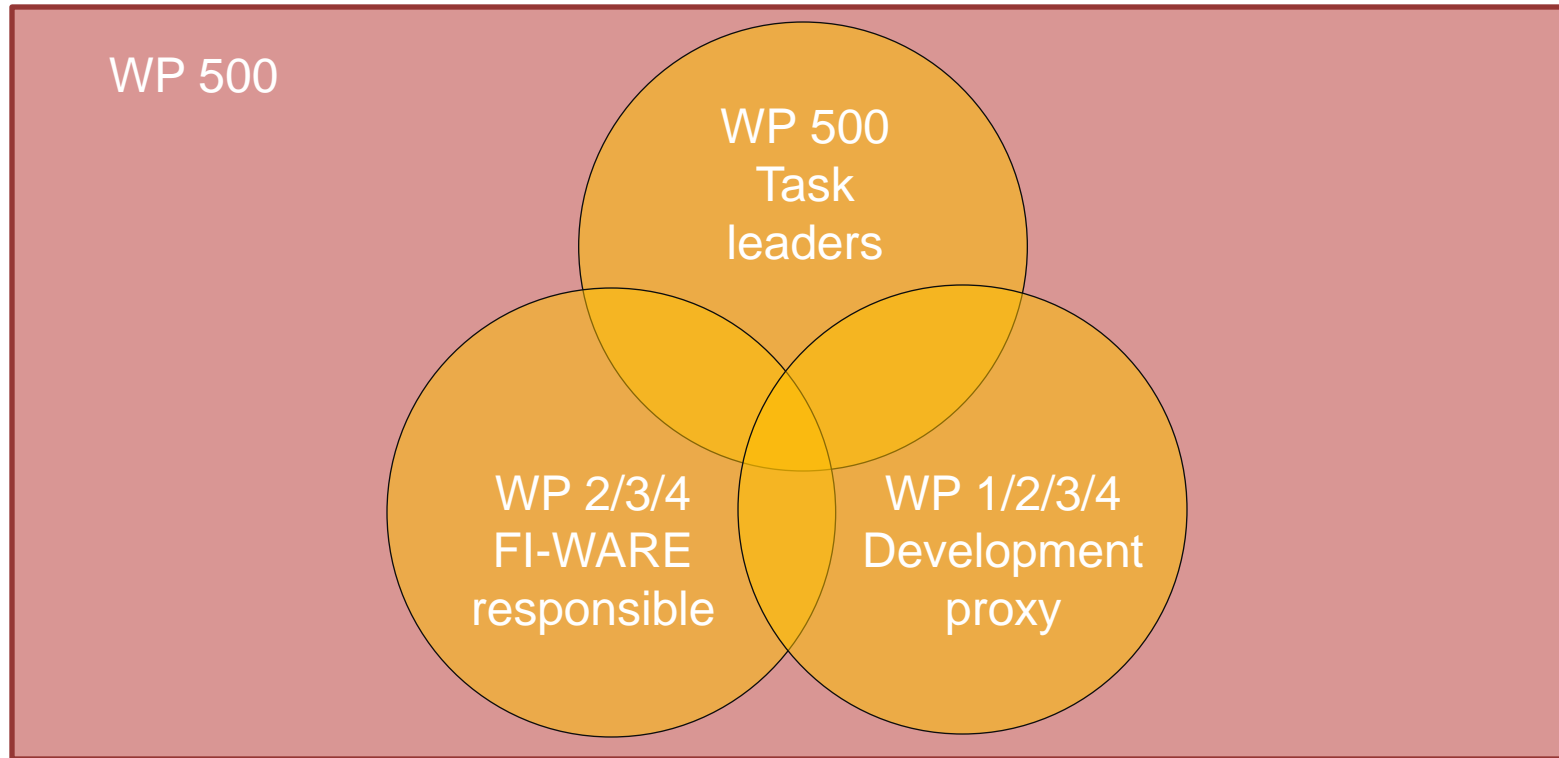 WP 500
WP 500
Task
leaders
WP 2/3/4
FI-WARE
responsible
WP 1/2/3/4
Development
proxy